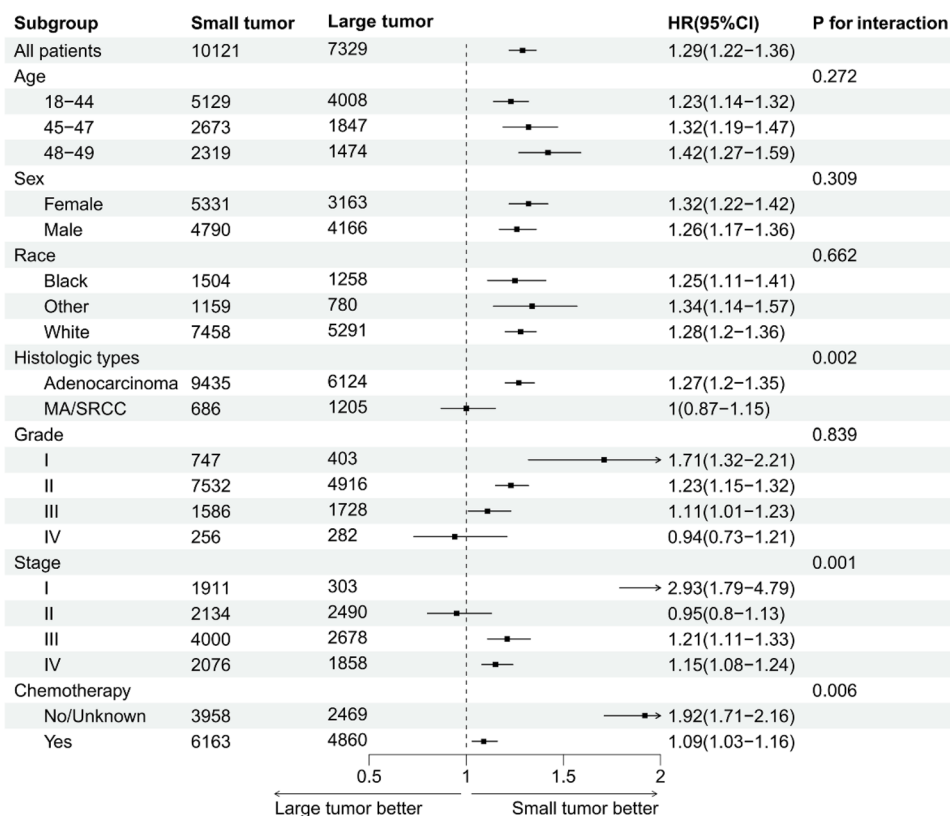 Subgroup Small tumor Large tumor HR(95%CI) P for interaction
All patients 10121 7329 1.29(1.22−1.36)
Age 0.272
18−44 5129 4008 1.23(1.14−1.32)
45−47 2673 1847 1.32(1.19−1.47)
48−49 2319 1474 1.42(1.27−1.59)
Sex 0.309
Female 5331 3163 1.32(1.22−1.42)
Male 4790 4166 1.26(1.17−1.36)
Race 0.662
Black 1504 1258 1.25(1.11−1.41)
Other 1159 780 1.34(1.14−1.57)
White 7458 5291 1.28(1.2−1.36)
Histologic types 0.002
Adenocarcinoma 9435 6124 1.27(1.2−1.35)
MA/SRCC 686 1205 1(0.87−1.15)
Grade 0.839
I 747 403 1.71(1.32−2.21)
II 7532 4916 1.23(1.15−1.32)
III 1586 1728 1.11(1.01−1.23)
IV 256 282 0.94(0.73−1.21)
Stage 0.001
I 1911 303 2.93(1.79−4.79)
II 2134 2490 0.95(0.8−1.13)
III 4000 2678 1.21(1.11−1.33)
IV 2076 1858 1.15(1.08−1.24)
Chemotherapy 0.006
No/Unknown 3958 2469 1.92(1.71−2.16)
Yes 6163 4860 1.09(1.03−1.16)
0.5 1 1.5 2
Large tumor better Small tumor better